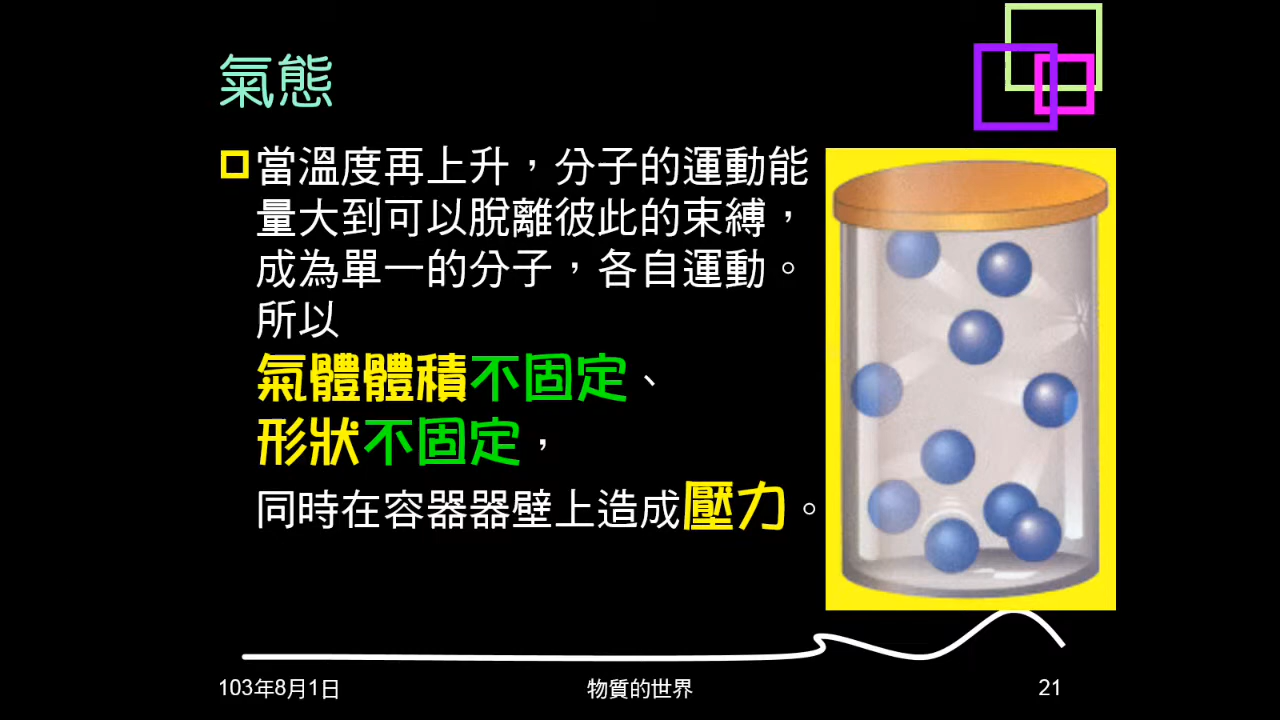 氣態
當溫度再上升，分子的運動能
量大到可以脫離彼此的束縛，
成為單一的分子，各自運動。
所以
氣體體積不固定、
形狀不固定，
同時在容器器壁上造成壓力。
103年8月1日
物質的世界
21